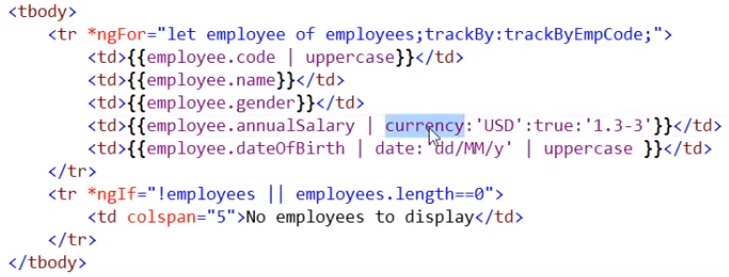 <tbody>
    <tr *ngFor="let employee of employees;trackBy:trackByEmpCode;">
        <td>{{employee.code | uppercase}}</td>
        <td>{{employee.name}}</td>
        <td>{{employee.gender}}</td>
        <td>{{employee.annualSalary | currency:'USD':true:'1.3-3'}}</td>
        <td>{{employee.dateOfBirth | date:'dd/MM/y' | uppercase }}</td>
    </tr>
    <tr *ngIf="!employees || employees.length==0">
        <td colspan="5">No employees to display</td>
    </tr>
</tbody>